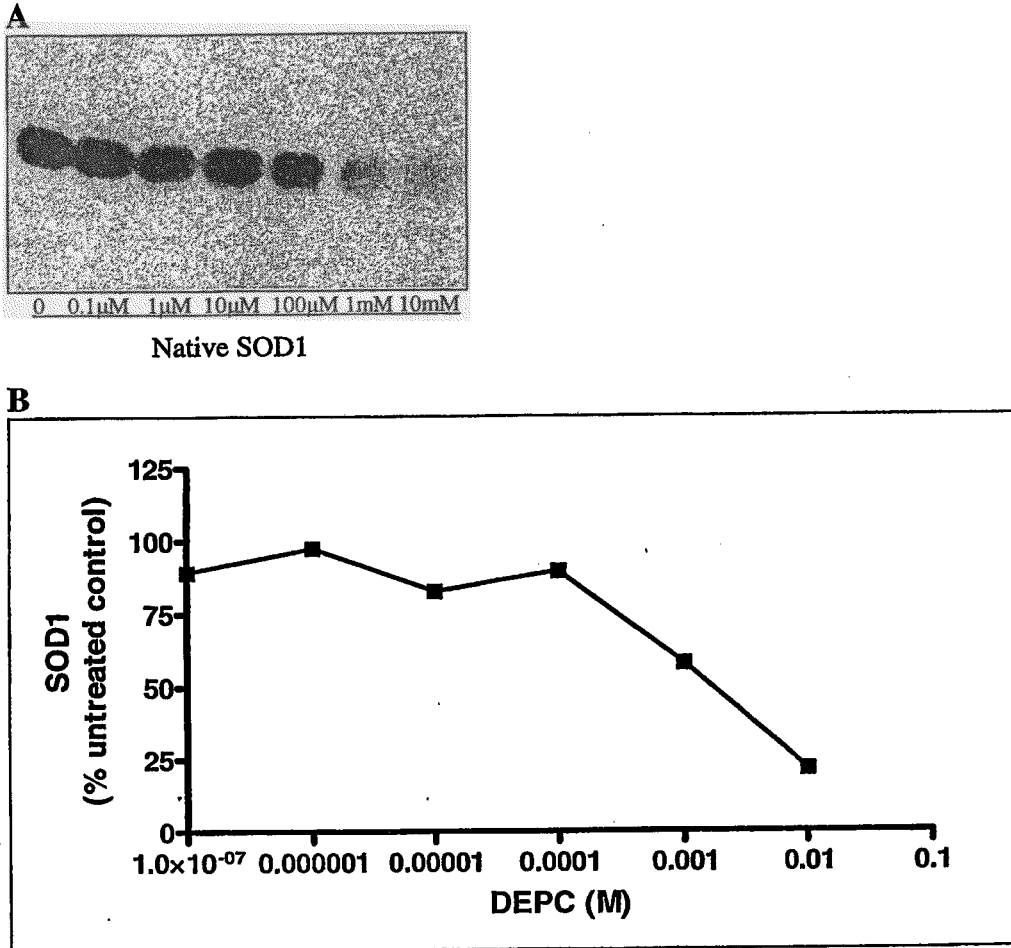 A
0 0.1μM 1μM 10μM 100μM 1mM 10mM
Native SOD1
B
SOD1
(% untreated control)
125
100
75
50
25
0
1.0×10⁻⁰⁷ 0.000001 0.00001 0.0001 0.001 0.01 0.1
DEPC (M)